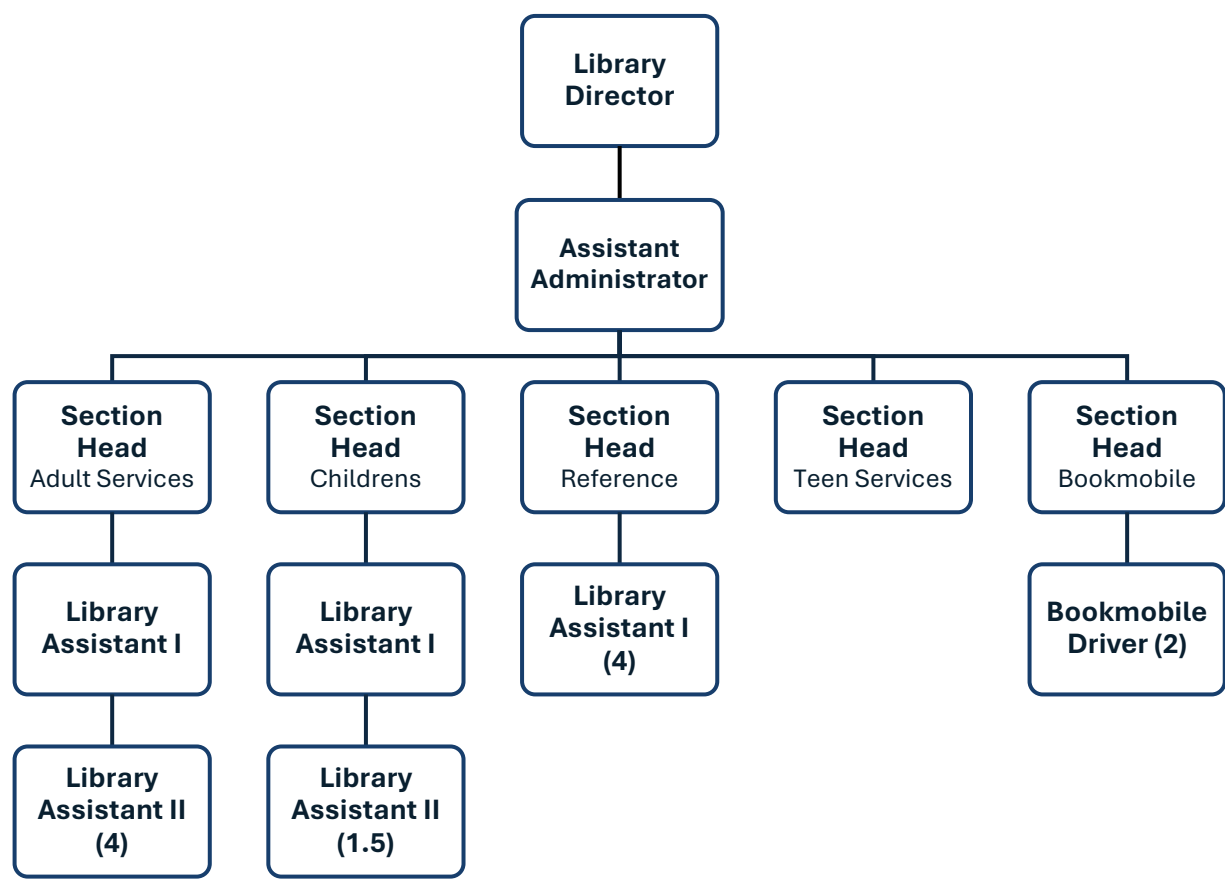 Library
Director
Assistant
Administrator
Section
Head
Adult Services
Section
Head
Childrens
Section
Head
Reference
Section
Head
Teen Services
Section
Head
Bookmobile
Library
Assistant I
Library
Assistant I
Library
Assistant I
(4)
Bookmobile
Driver (2)
Library
Assistant II
(4)
Library
Assistant II
(1.5)